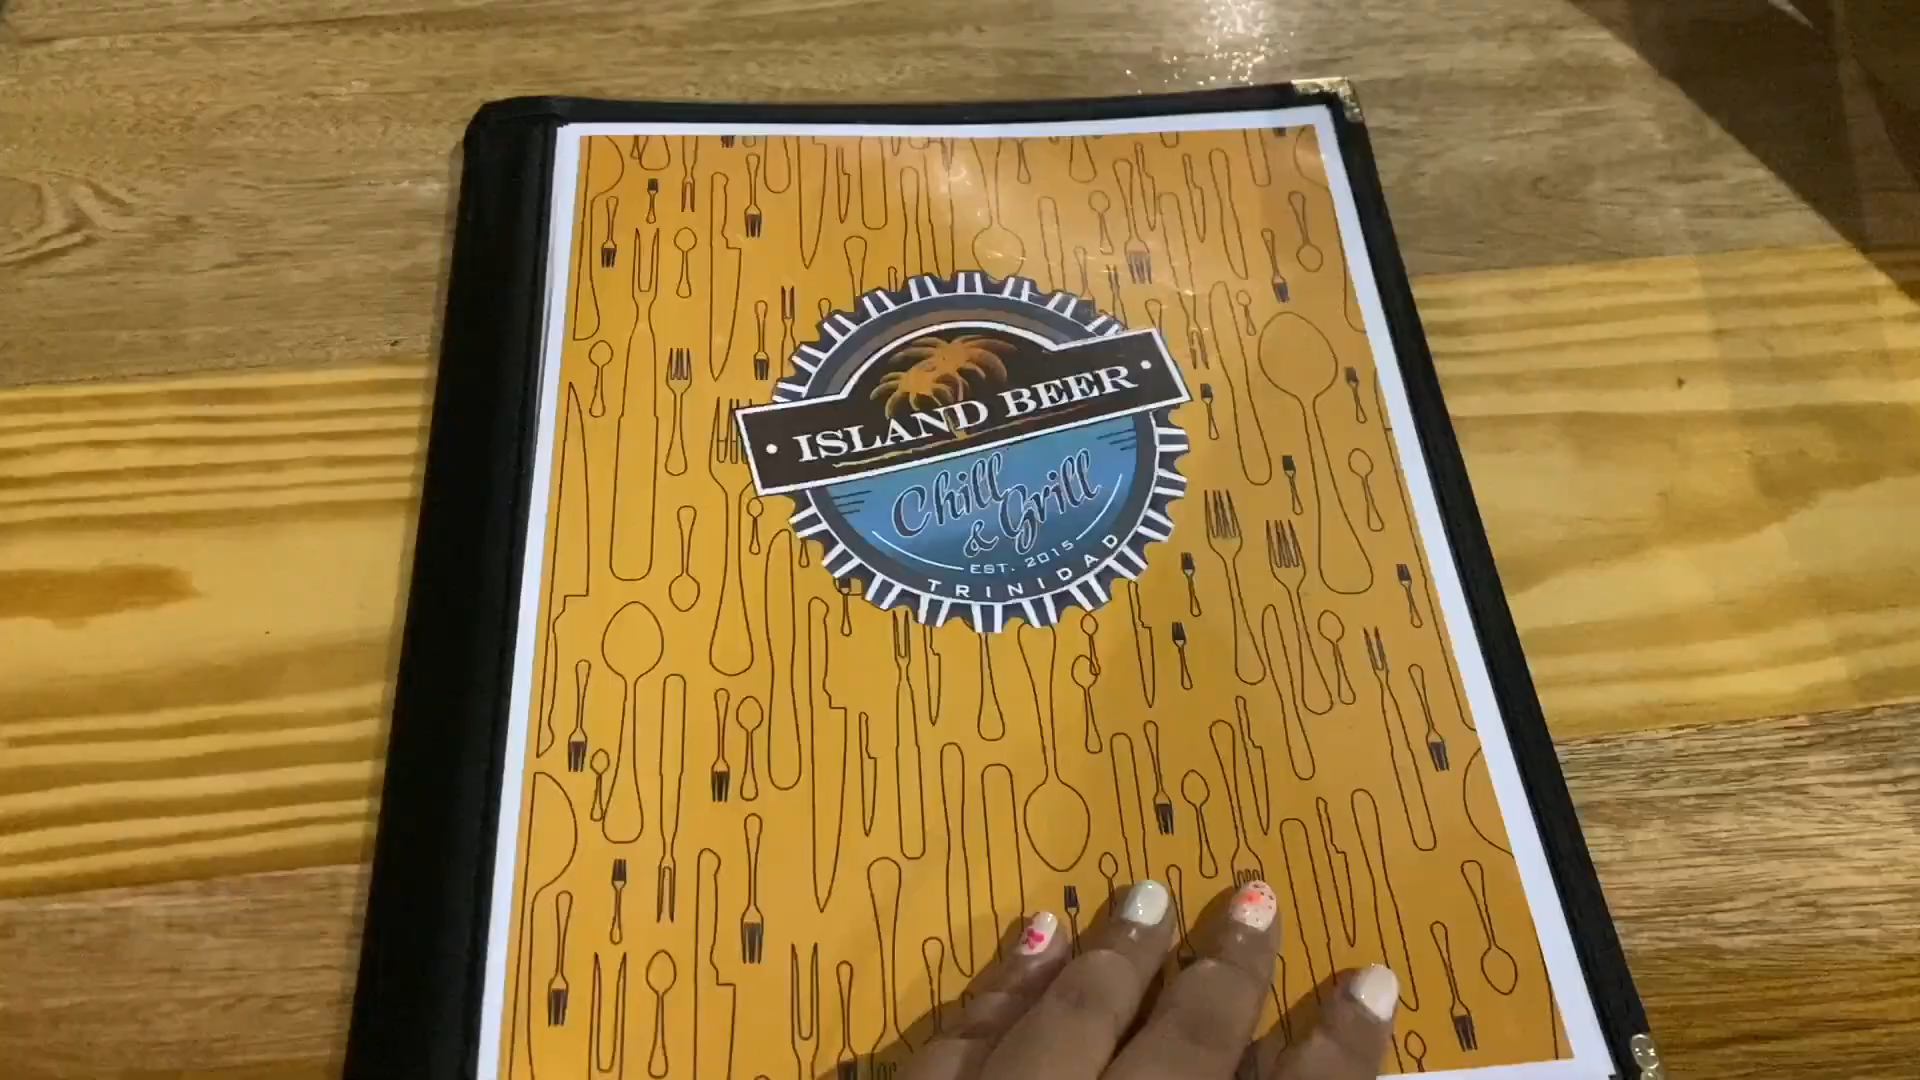 • ISLAND BEER •
Chill
& Grill
EST. 2015
TRINIDAD